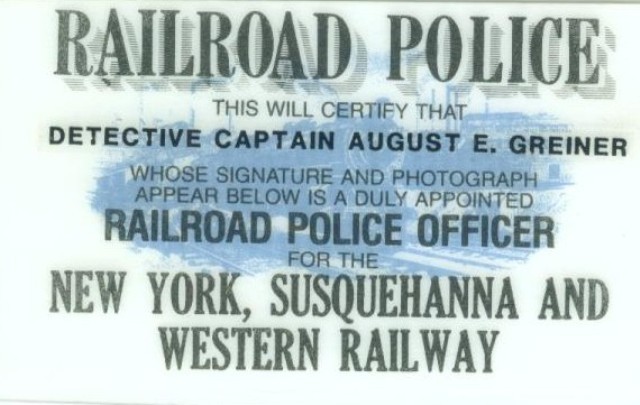 RAILROAD POLICE
THIS WILL CERTIFY THAT
DETECTIVE CAPTAIN AUGUST E. GREINER
WHOSE SIGNATURE AND PHOTOGRAPH
APPEAR BELOW IS A DULY APPOINTED
RAILROAD POLICE OFFICER
FOR THE
NEW YORK, SUSQUEHANNA AND
WESTERN RAILWAY